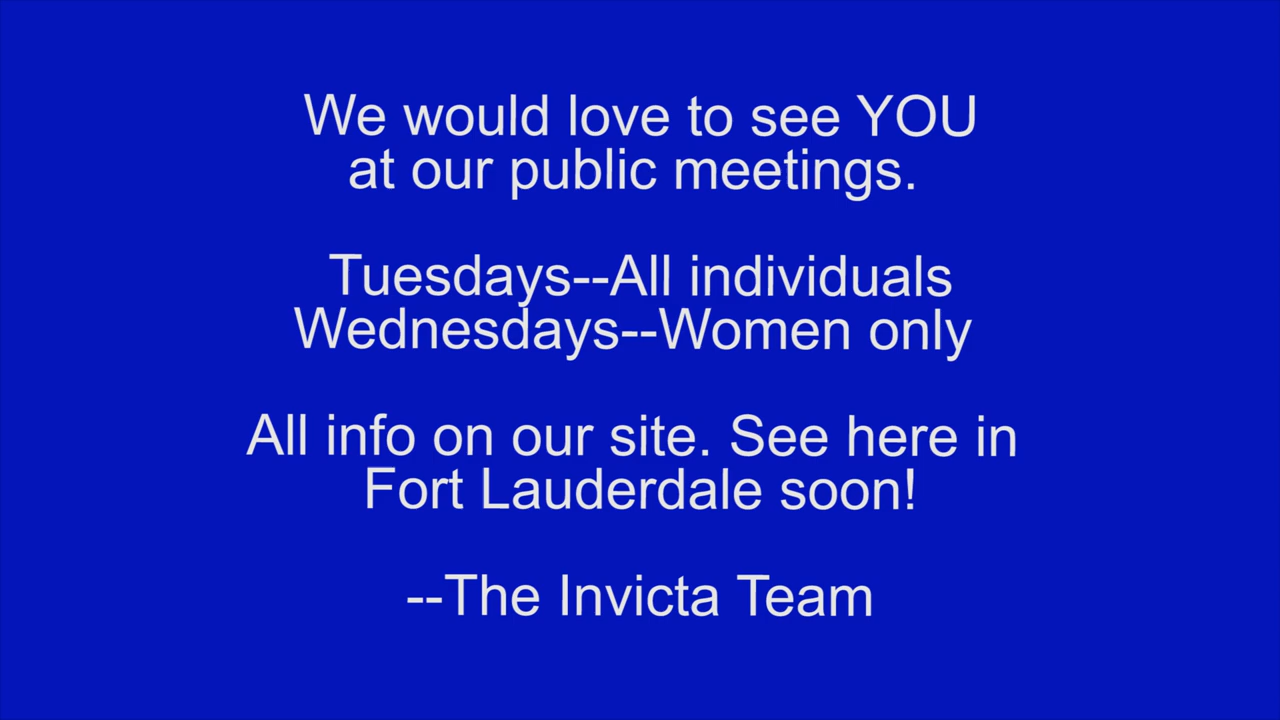 We would love to see YOU
at our public meetings.
Tuesdays--All individuals
Wednesdays--Women only
All info on our site. See here in
Fort Lauderdale soon!
--The Invicta Team